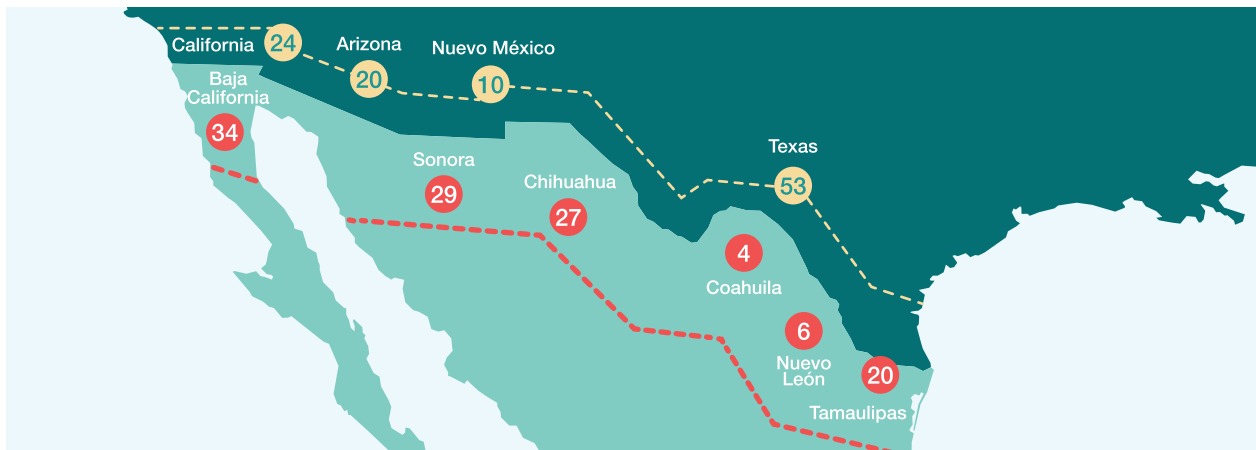 California
24
Arizona
20
Nuevo México
10
Texas
53
Baja
California
34
Sonora
29
Chihuahua
27
4
Coahuila
6
Nuevo
León
20
Tamaulipas